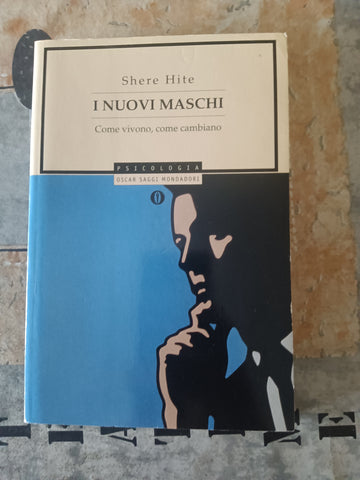 Shere Hite
I NUOVI MASCHI
Come vivono, come cambiano
PSICOLOGIA
OSCAR SAGGI MONDADORI